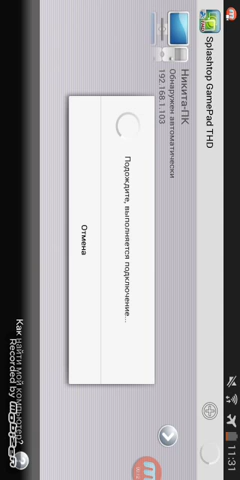 11:31
Splashtop GamePad THD
Никита-ПК
Обнаружен автоматически
192.168.1.103
Подождите, выполняется подключение...
Отмена
Как найти мой компьютер?
Recorded by